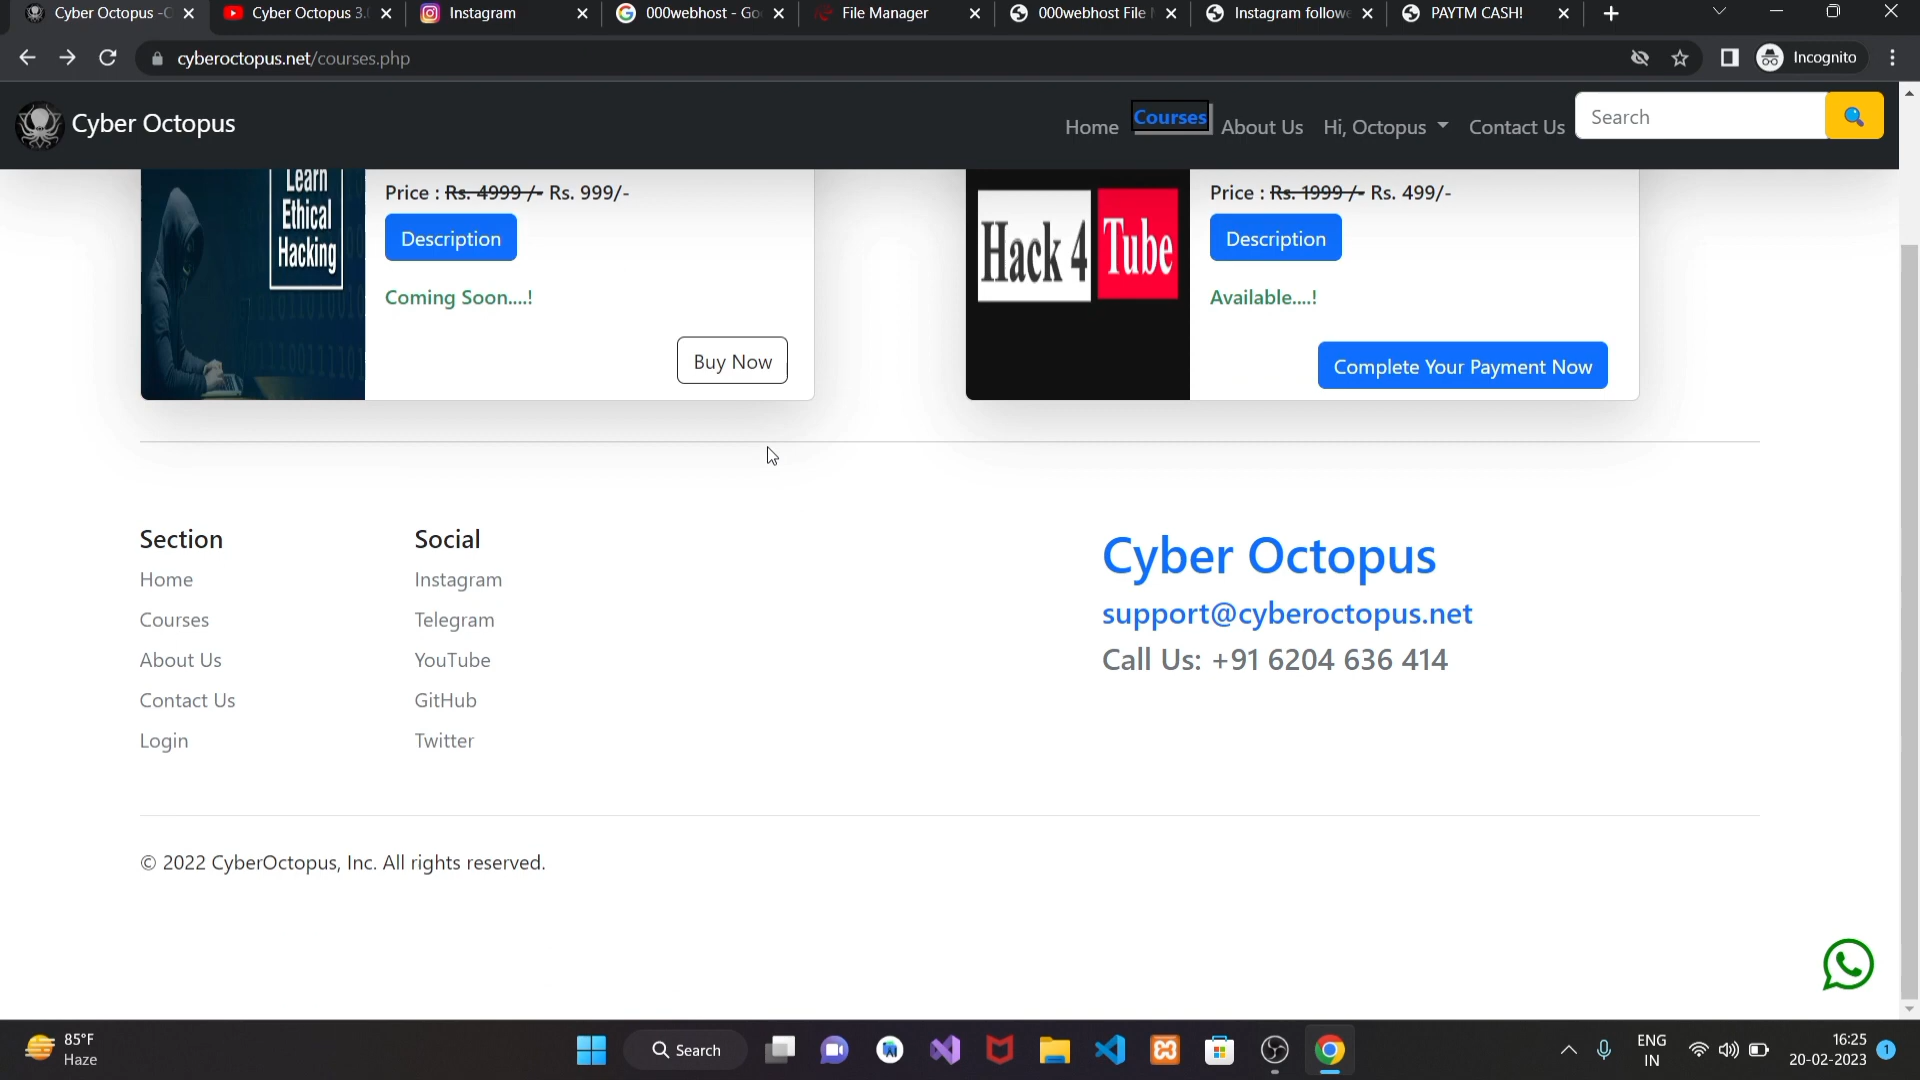 Cyber Octopus -C
Cyber Octopus 3.
Instagram
000webhost - Go
File Manager
000webhost File
Instagram followe
PAYTM CASH!
cyberoctopus.net/courses.php
Incognito
Cyber Octopus
Home
Courses
About Us
Hi, Octopus
Contact Us
Search
Learn
Ethical
Hacking
Price : Rs. 4999 /- Rs. 999/-
Description
Coming Soon....!
Buy Now
Hack 4 Tube
Price : Rs. 1999 /- Rs. 499/-
Description
Available....!
Complete Your Payment Now
Section
Home
Courses
About Us
Contact Us
Login
Social
Instagram
Telegram
YouTube
GitHub
Twitter
Cyber Octopus
support@cyberoctopus.net
Call Us: +91 6204 636 414
© 2022 CyberOctopus, Inc. All rights reserved.
85°F
Haze
Search
ENG
IN
16:25
20-02-2023
1